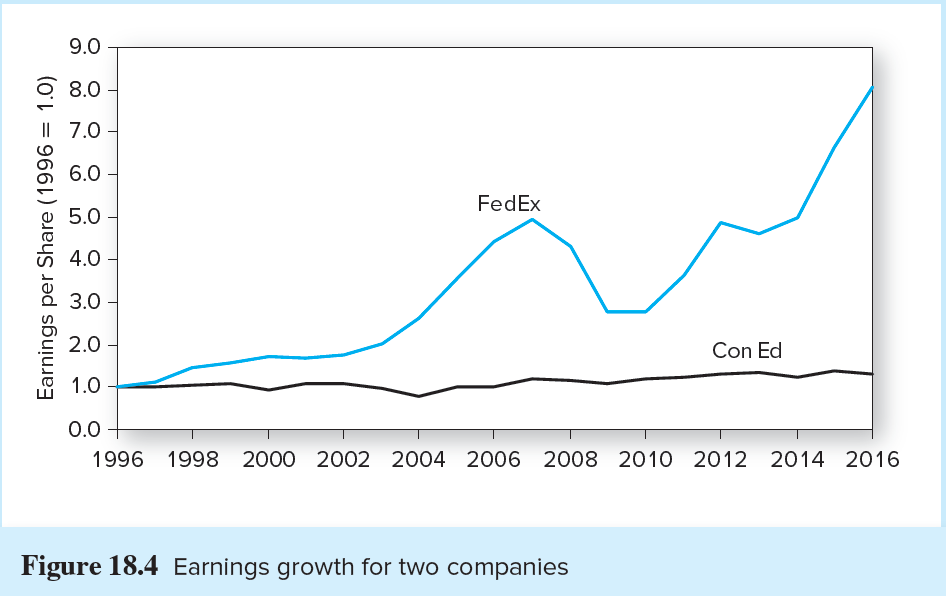 9.0
8.0
7.0
6.0
5.0
4.0
3.0
2.0
1.0
0.0
Earnings per Share (1996 = 1.0)
FedEx
Con Ed
1996 1998 2000 2002 2004 2006 2008 2010 2012 2014 2016
Figure 18.4 Earnings growth for two companies